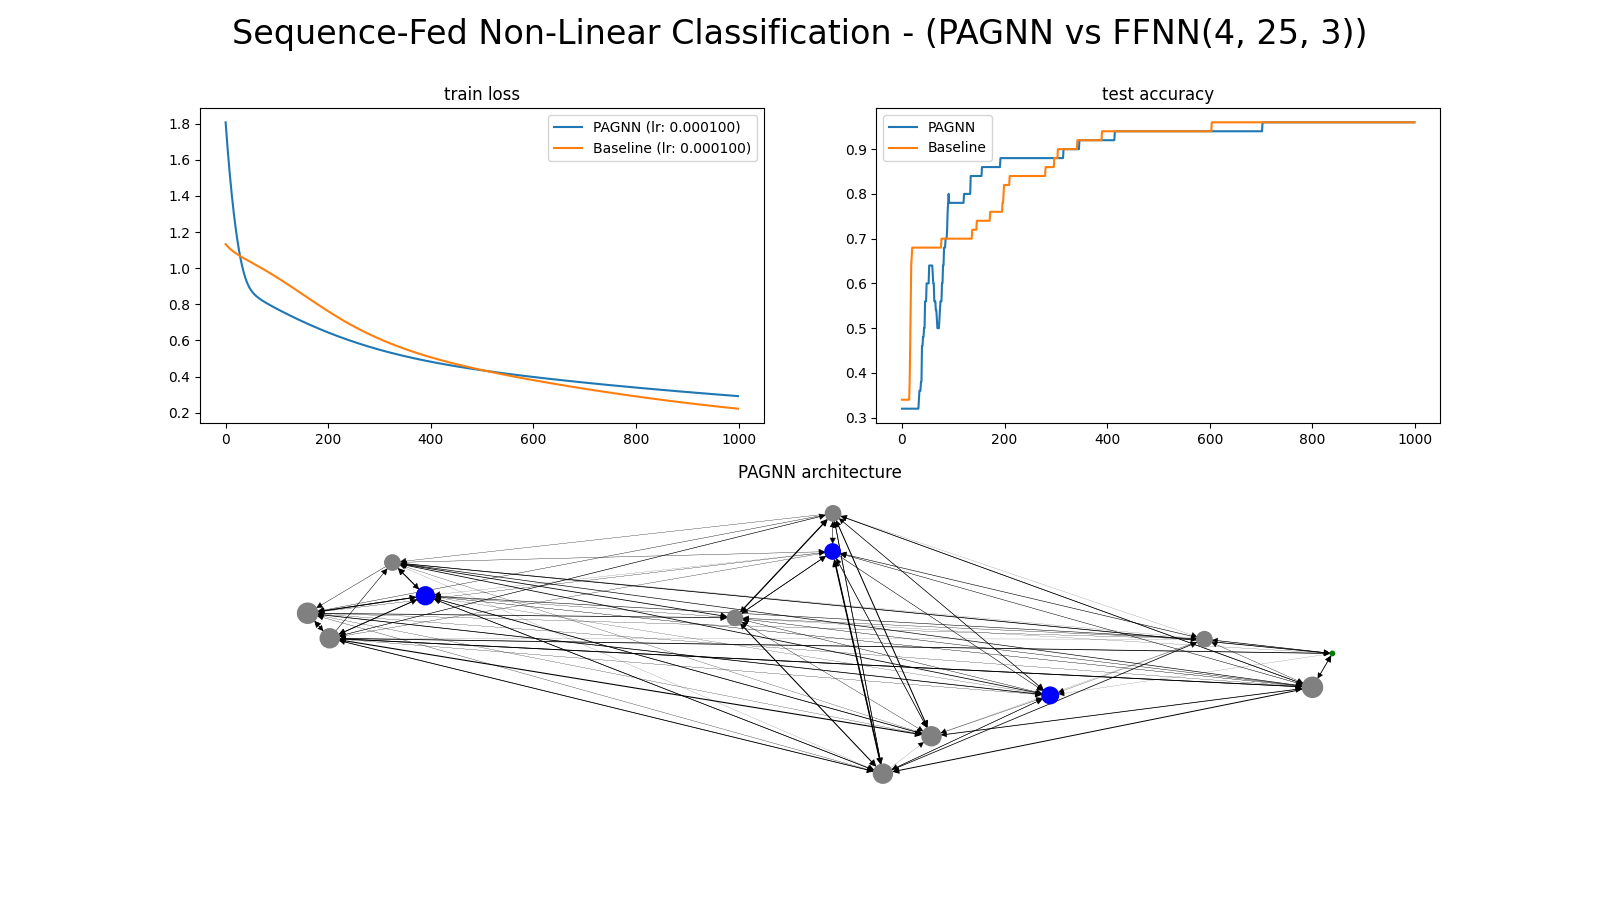 Sequence-Fed Non-Linear Classification - (PAGNN vs FFNN(4, 25, 3))
train loss
1.8
1.6
1.4
1.2
1.0
0.8
0.6
0.4
0.2
0 200 400 600 800 1000
PAGNN (lr: 0.000100)
Baseline (lr: 0.000100)
test accuracy
0.9
0.8
0.7
0.6
0.5
0.4
0.3
0 200 400 600 800 1000
PAGNN
Baseline
PAGNN architecture